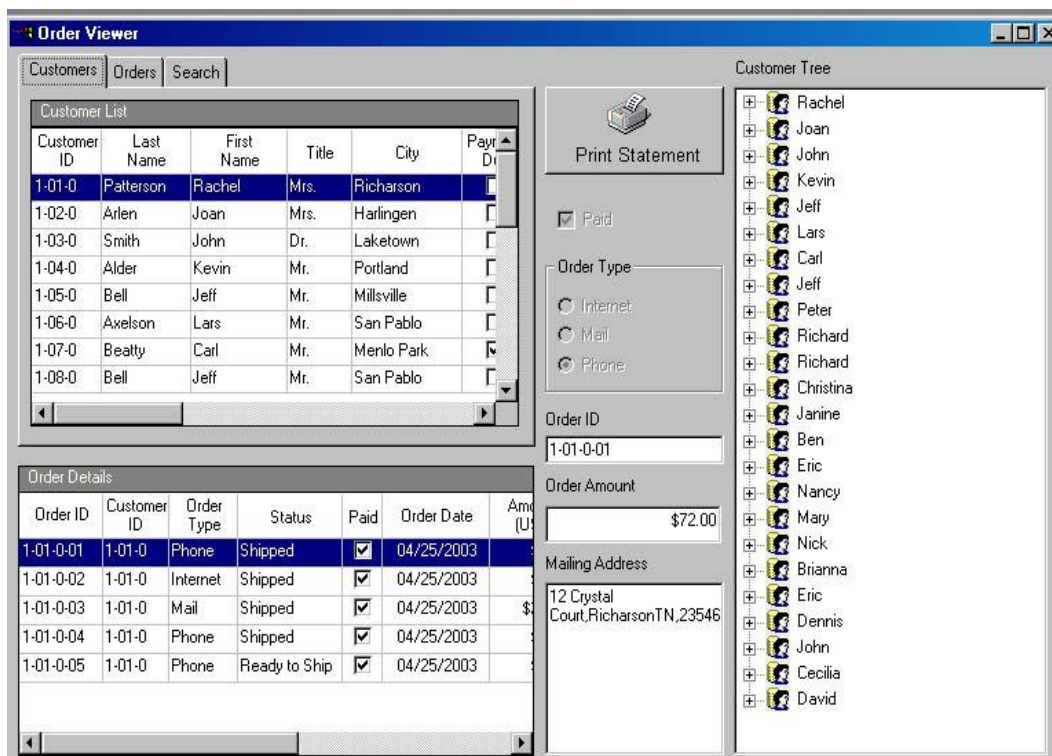 Order Viewer
Customers Orders Search
Customer List
Customer ID Last Name First Name Title City
1-01-0 Patterson Rachel Mrs. Richarson
1-02-0 Arlen Joan Mrs. Harlingen
1-03-0 Smith John Dr. Laketown
1-04-0 Alder Kevin Mr. Portland
1-05-0 Bell Jeff Mr. Millsville
1-06-0 Axelson Lars Mr. San Pablo
1-07-0 Beatty Carl Mr. Menlo Park
1-08-0 Bell Jeff Mr. San Pablo
Order Details
Order ID Customer ID Order Type Status Paid Order Date
1-01-0-01 1-01-0 Phone Shipped 04/25/2003
1-01-0-02 1-01-0 Internet Shipped 04/25/2003
1-01-0-03 1-01-0 Mail Shipped 04/25/2003
1-01-0-04 1-01-0 Phone Shipped 04/25/2003
1-01-0-05 1-01-0 Phone Ready to Ship 04/25/2003
Print Statement
Paid
Order Type
Internet
Mail
Phone
Order ID
1-01-0-01
Order Amount
$72.00
Mailing Address
12 Crystal
Court,RicharsonTN,23546
Customer Tree
Rachel
Joan
John
Kevin
Jeff
Lars
Carl
Jeff
Peter
Richard
Richard
Christina
Janine
Ben
Eric
Nancy
Mary
Nick
Brianna
Eric
Dennis
John
Cecilia
David